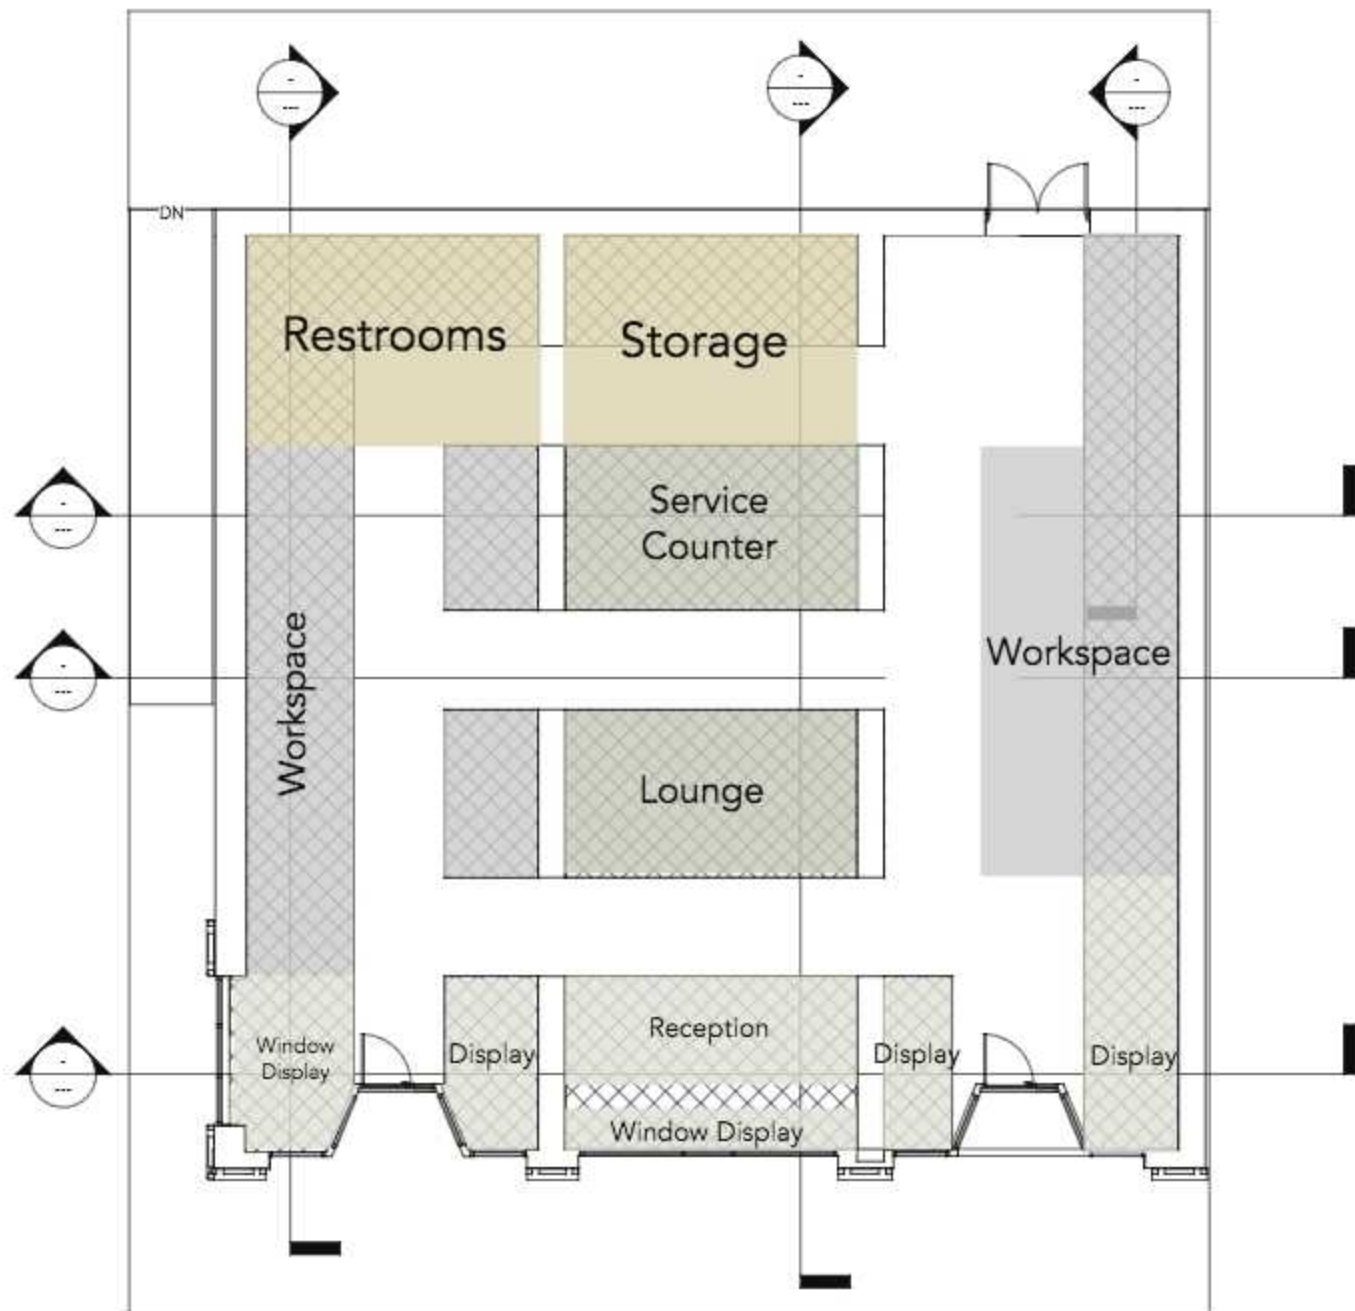 -
---
-
---
-
---
DN
Restrooms
Storage
Service
Counter
-
---
Workspace
Workspace
-
---
Lounge
Reception
Window
Display
Display
Display
Display
-
---
Window Display